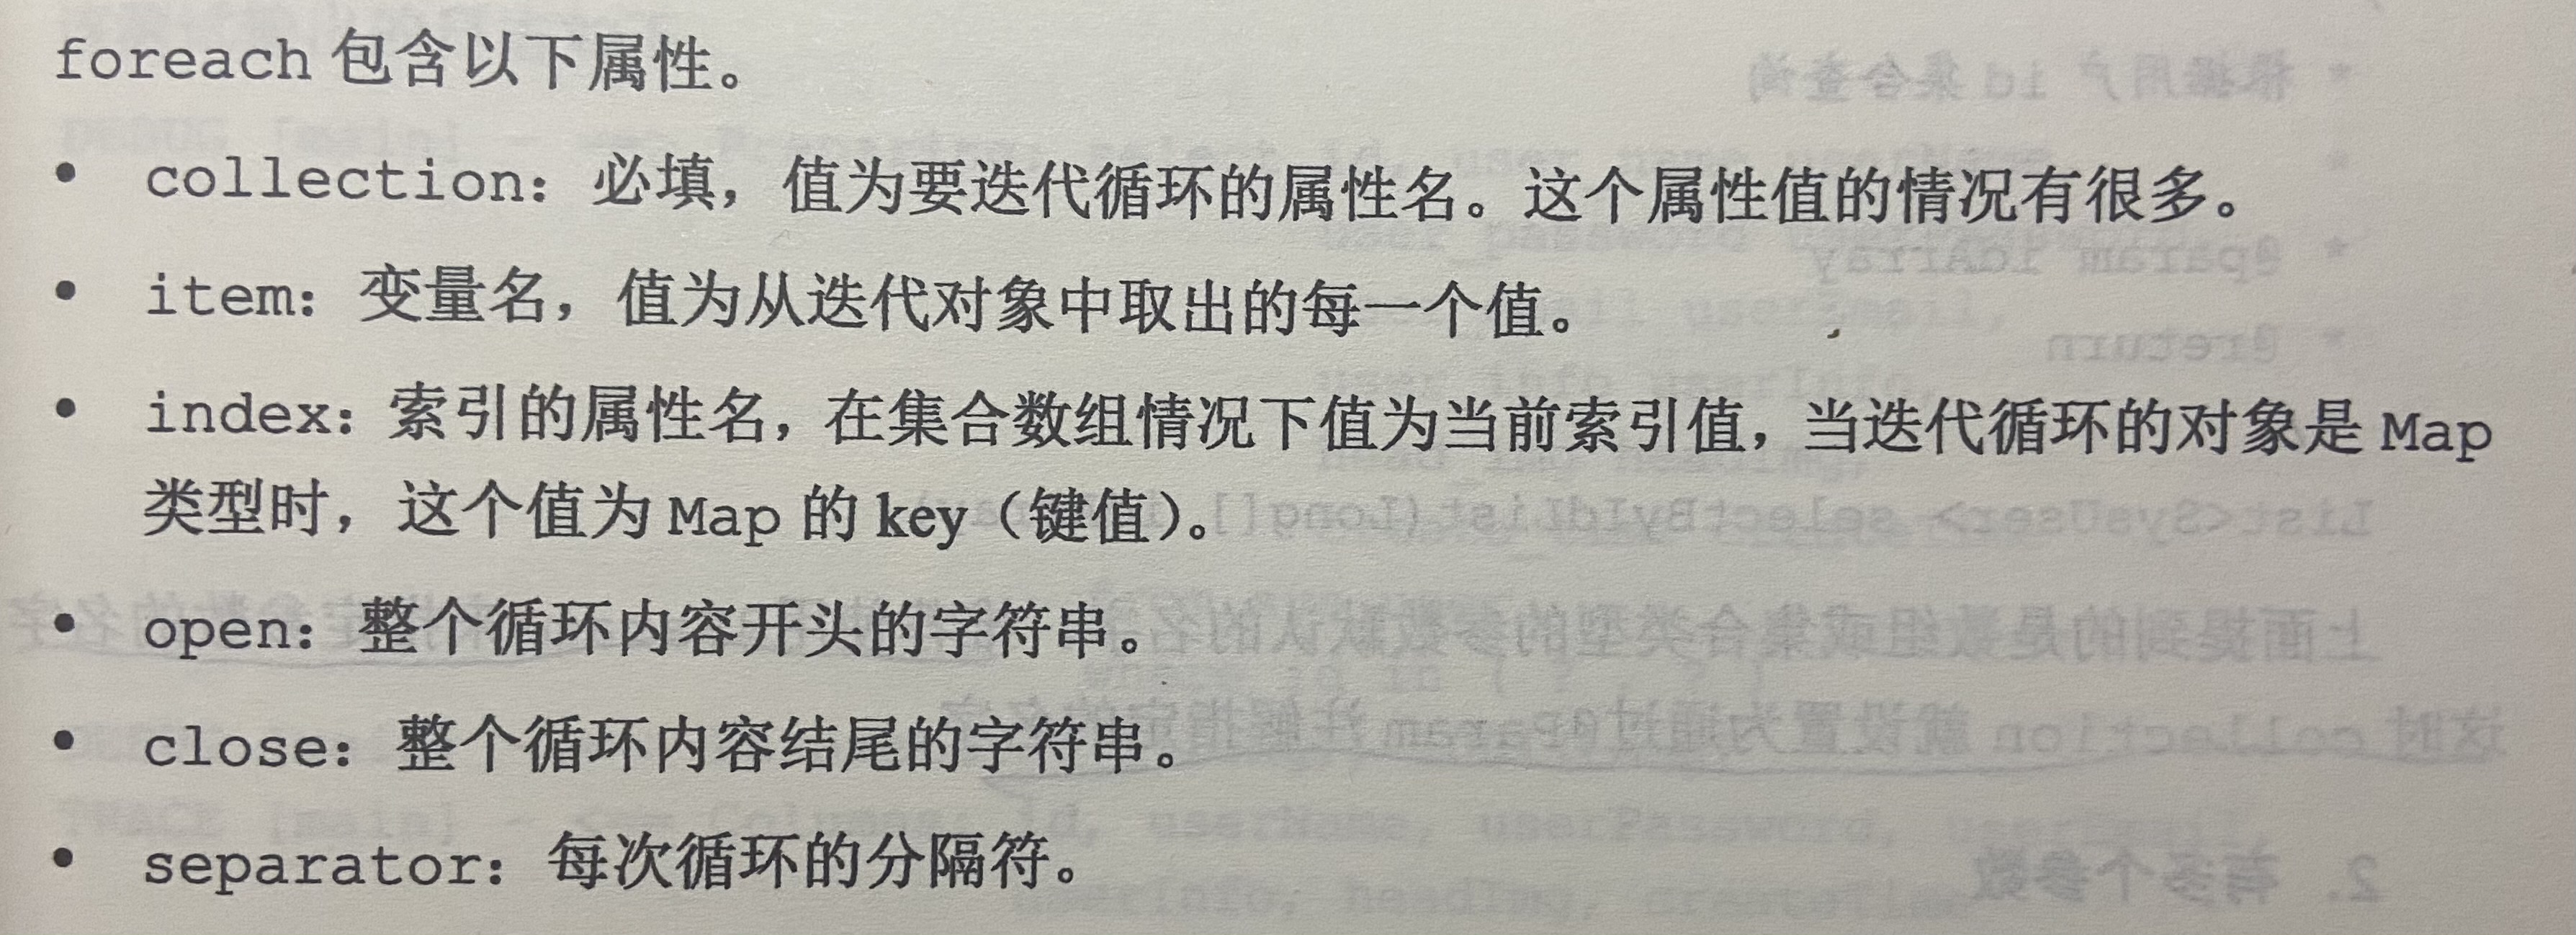 foreach 包含以下属性。
• collection：必填，值为要迭代循环的属性名。这个属性值的情况有很多。
• item：变量名，值为从迭代对象中取出的每一个值。
• index：索引的属性名，在集合数组情况下值为当前索引值，当迭代循环的对象是 Map
类型时，这个值为 Map 的 key（键值）。
• open：整个循环内容开头的字符串。
• close：整个循环内容结尾的字符串。
• separator：每次循环的分隔符。